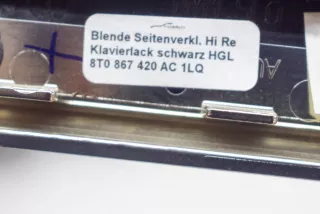 Blende Seitenverkl. Hi Re
Klavierlack schwarz HGL
8T0 867 420 AC 1LQ